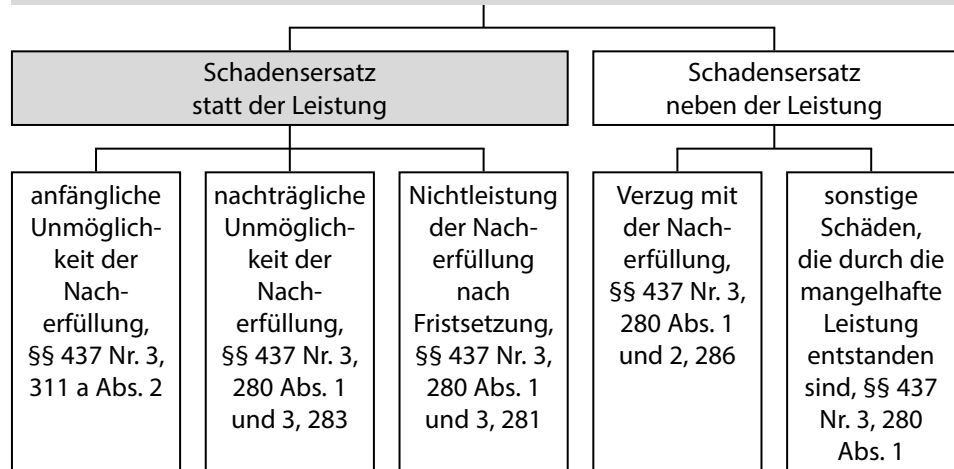 Schadensersatz
statt der Leistung
Schadensersatz
neben der Leistung
anfängliche
Unmöglich-
keit der
Nach-
erfüllung,
§§ 437 Nr. 3,
311 a Abs. 2
nachträgliche
Unmöglich-
keit der
Nach-
erfüllung,
§§ 437 Nr. 3,
280 Abs. 1
und 3, 283
Nichtleistung
der Nach-
erfüllung
nach
Fristsetzung,
§§ 437 Nr. 3,
280 Abs. 1
und 3, 281
Verzug mit
der Nach-
erfüllung,
§§ 437 Nr. 3,
280 Abs. 1
und 2, 286
sonstige
Schäden,
die durch die
mangelhafte
Leistung
entstanden
sind, §§ 437
Nr. 3, 280
Abs. 1